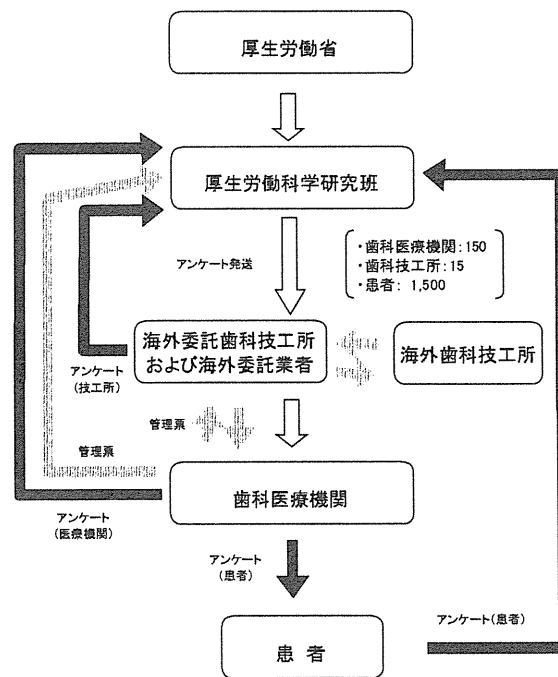 厚生労働省
厚生労働科学研究班
アンケート発送
・歯科医療機関：150
・歯科技工所：15
・患者： 1,500
海外委託歯科技工所
および海外委託業者
海外歯科技工所
アンケート
(技工所)
管理票
管理票
歯科医療機関
アンケート
(医療機関)
アンケート
(患者)
アンケート(患者)
患 者